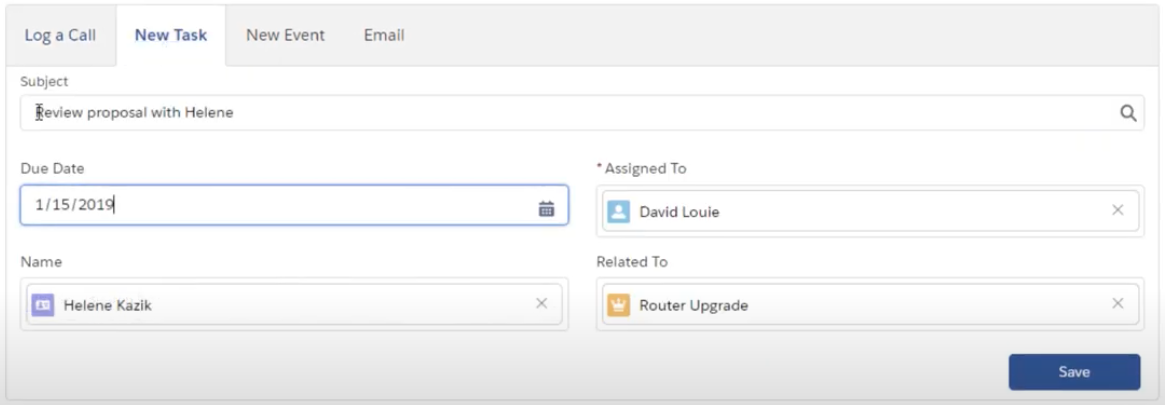 Log a Call New Task New Event Email
Subject
Review proposal with Helene
Due Date * Assigned To
1/15/2019 David Louie
Name Related To
Helene Kazik Router Upgrade
Save